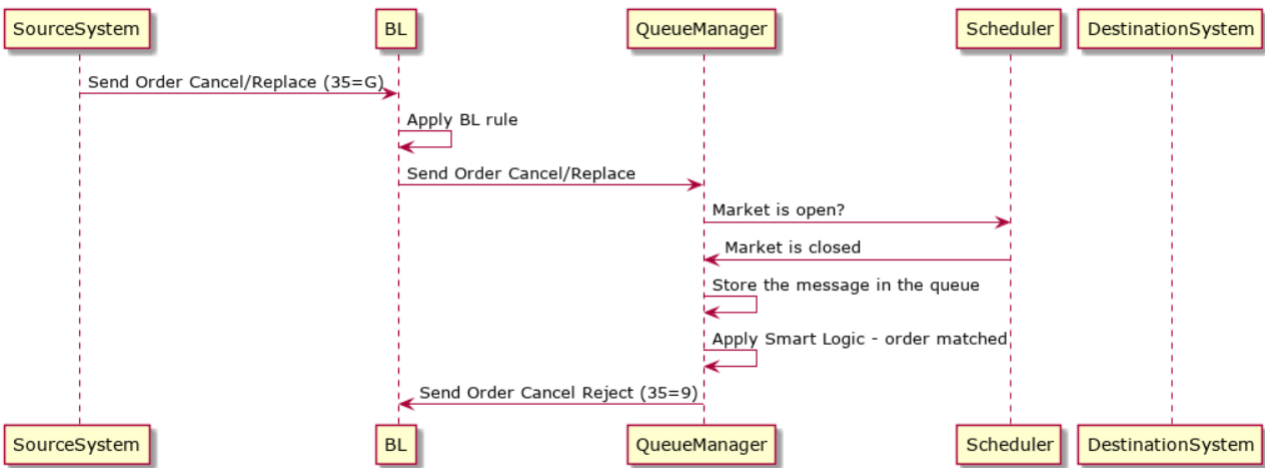 SourceSystem
BL
QueueManager
Scheduler
DestinationSystem
Send Order Cancel/Replace (35=G)
Apply BL rule
Send Order Cancel/Replace
Market is open?
Market is closed
Store the message in the queue
Apply Smart Logic - order matched
Send Order Cancel Reject (35=9)
SourceSystem
BL
QueueManager
Scheduler
DestinationSystem